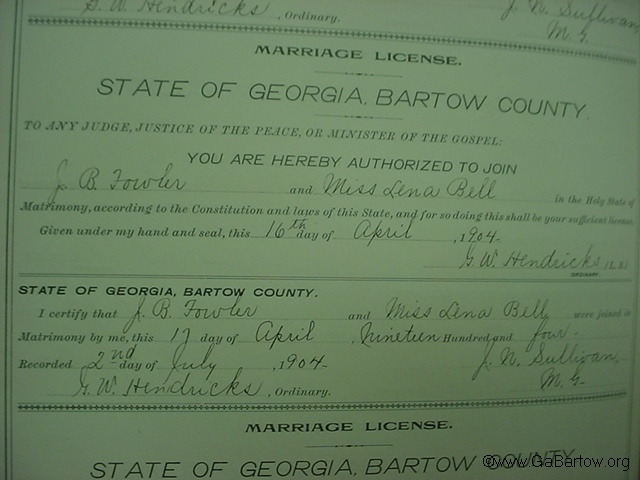 G. W. Hendricks, Ordinary. J. N. Sullivan,
M. G.
MARRIAGE LICENSE.
STATE OF GEORGIA, BARTOW COUNTY.
TO ANY JUDGE, JUSTICE OF THE PEACE, OR MINISTER OF THE GOSPEL:
YOU ARE HEREBY AUTHORIZED TO JOIN
J. B. Fowler and Miss Lena Bell in the Holy State of
Matrimony, according to the Constitution and laws of this State, and for so doing this shall be your sufficient license.
Given under my hand and seal, this 16th day of April, 1904
G. W. Hendricks (L.S.)
ORDINARY.
STATE OF GEORGIA, BARTOW COUNTY.
I certify that J. B. Fowler and Miss Lena Bell were joined in
Matrimony by me, this 17 day of April, Nineteen Hundred and four
Recorded 2nd day of July, 1904 J. N. Sullivan,
G. W. Hendricks, Ordinary. M. G.
MARRIAGE LICENSE.
STATE OF GEORGIA, BARTOW COUNTY.
©www.GaBartow.org